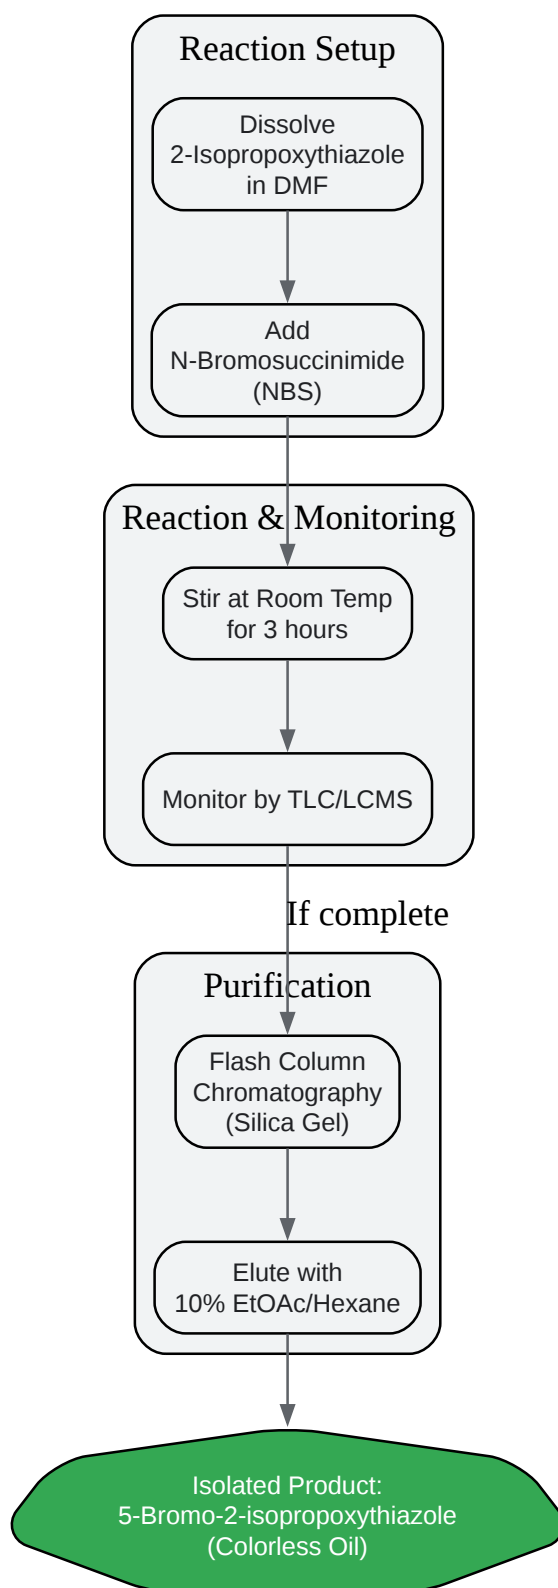 Reaction Setup
Dissolve
2-Isopropoxythiazole
in DMF
Add
N-Bromosuccinimide
(NBS)
Reaction & Monitoring
Stir at Room Temp
for 3 hours
Monitor by TLC/LCMS
If complete
Purification
Flash Column
Chromatography
(Silica Gel)
Elute with
10% EtOAc/Hexane
Isolated Product:
5-Bromo-2-isopropoxythiazole
(Colorless Oil)